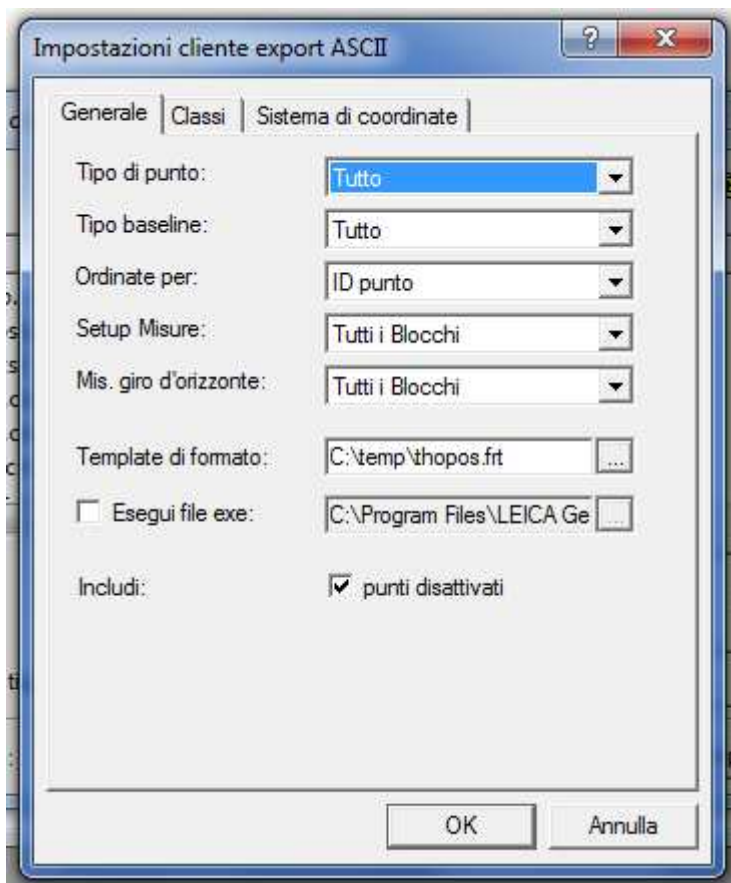 Impostazioni cliente export ASCII
Generale Classi Sistema di coordinate
Tipo di punto: Tutto
Tipo baseline: Tutto
Ordinate per: ID punto
Setup Misure: Tutti i Blocchi
Mis. giro d'orizzonte: Tutti i Blocchi
Template di formato: C:\temp\thopos.frt ...
Esegui file exe: C:\Program Files\LEICA Ge ...
Includi: punti disattivati
OK Annulla